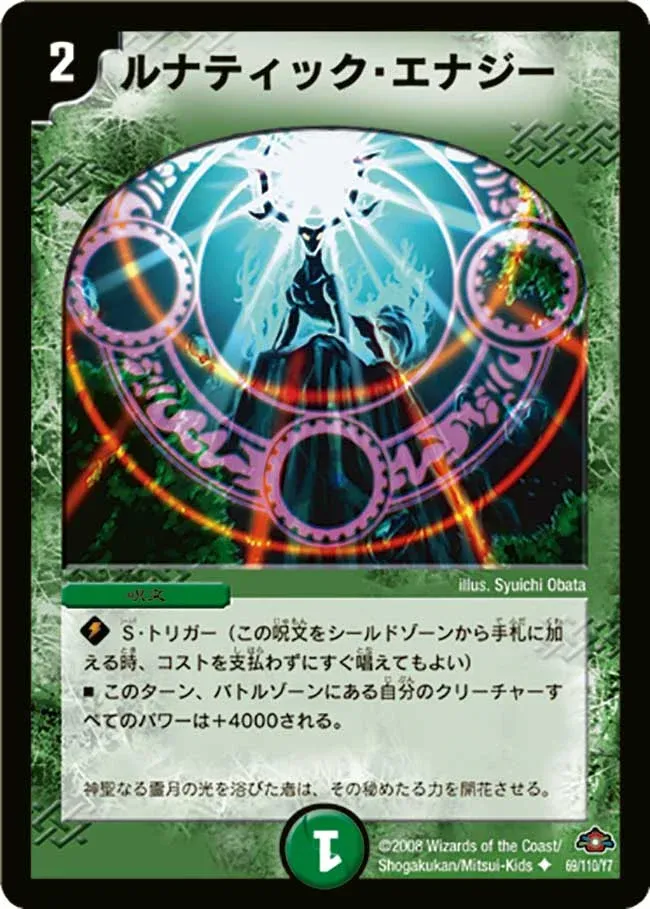 2
ルナティック・エナジー
illus. Syuichi Obata
呪文
S・トリガー（この呪文をシールドゾーンから手札に加
える時、コストを支払わずにすぐ唱えてもよい）
■ このターン、バトルゾーンにある自分のクリーチャーす
べてのパワーは＋4000される。
神聖なる霊月の光を浴びた者は、その秘めたる力を開花させる。
1
©2008 Wizards of the Coast/
Shogakukan/Mitsui-Kids ◆ 69/110/Y7